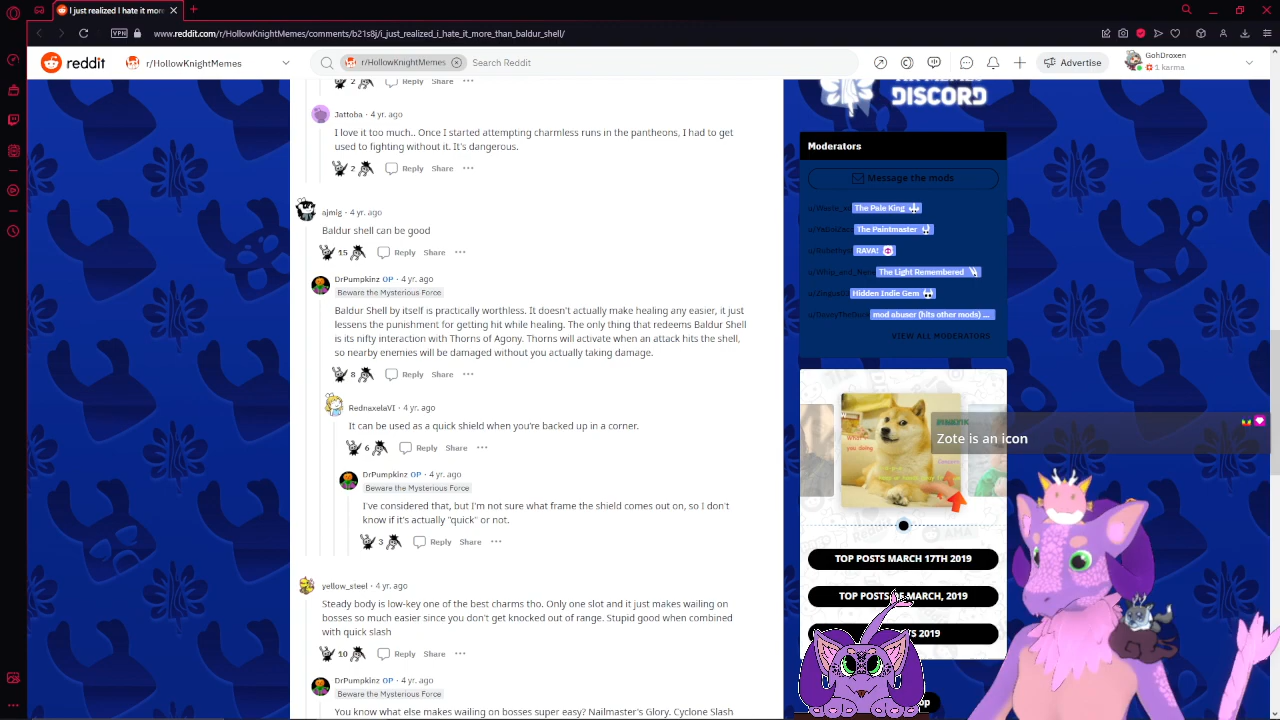 I just realized i hate it more
VPN
www.reddit.com/r/HollowKnightMemes/comments/b21s8j/i_just_realized_i_hate_it_more_than_baldur_shell/
reddit
r/HollowKnightMemes
r/HollowKnightMemes
Search Reddit
Advertise
GohDroxen
1 karma
2 Reply Share
Jattoba · 4 yr. ago
I love it too much.. Once I started attempting charmless runs in the pantheons, I had to get
used to fighting without it. It's dangerous.
2 Reply Share
ajmig · 4 yr. ago
Baldur shell can be good
15 Reply Share
DrPumpkinz OP · 4 yr. ago
Beware the Mysterious Force
Baldur Shell by itself is practically worthless. It doesn't actually make healing any easier, it just
lessens the punishment for getting hit while healing. The only thing that redeems Baldur Shell
is its nifty interaction with Thorns of Agony. Thorns will activate when an attack hits the shell,
so nearby enemies will be damaged without you actually taking damage.
8 Reply Share
RednaxelaVI · 4 yr. ago
It can be used as a quick shield when you're backed up in a corner.
6 Reply Share
DrPumpkinz OP · 4 yr. ago
Beware the Mysterious Force
I've considered that, but I'm not sure what frame the shield comes out on, so I don't
know if it's actually "quick" or not.
3 Reply Share
yellow_steel · 4 yr. ago
Steady body is low-key one of the best charms tho. Only one slot and it just makes wailing on
bosses so much easier since you don't get knocked out of range. Stupid good when combined
with quick slash
10 Reply Share
DrPumpkinz OP · 4 yr. ago
Beware the Mysterious Force
You know what else makes wailing on bosses super easy? Nailmaster's Glory. Cyclone Slash
DISCORD
Moderators
Message the mods
The Pale King
The Paintmaster
RAVA!
The Light Remembered
Hidden Indie Gem
mod abuser (hits other mods) ...
VIEW ALL MODERATORS
you doing
Zote is an icon
TOP POSTS MARCH 17TH 2019
TOP POSTS OF MARCH, 2019
2019